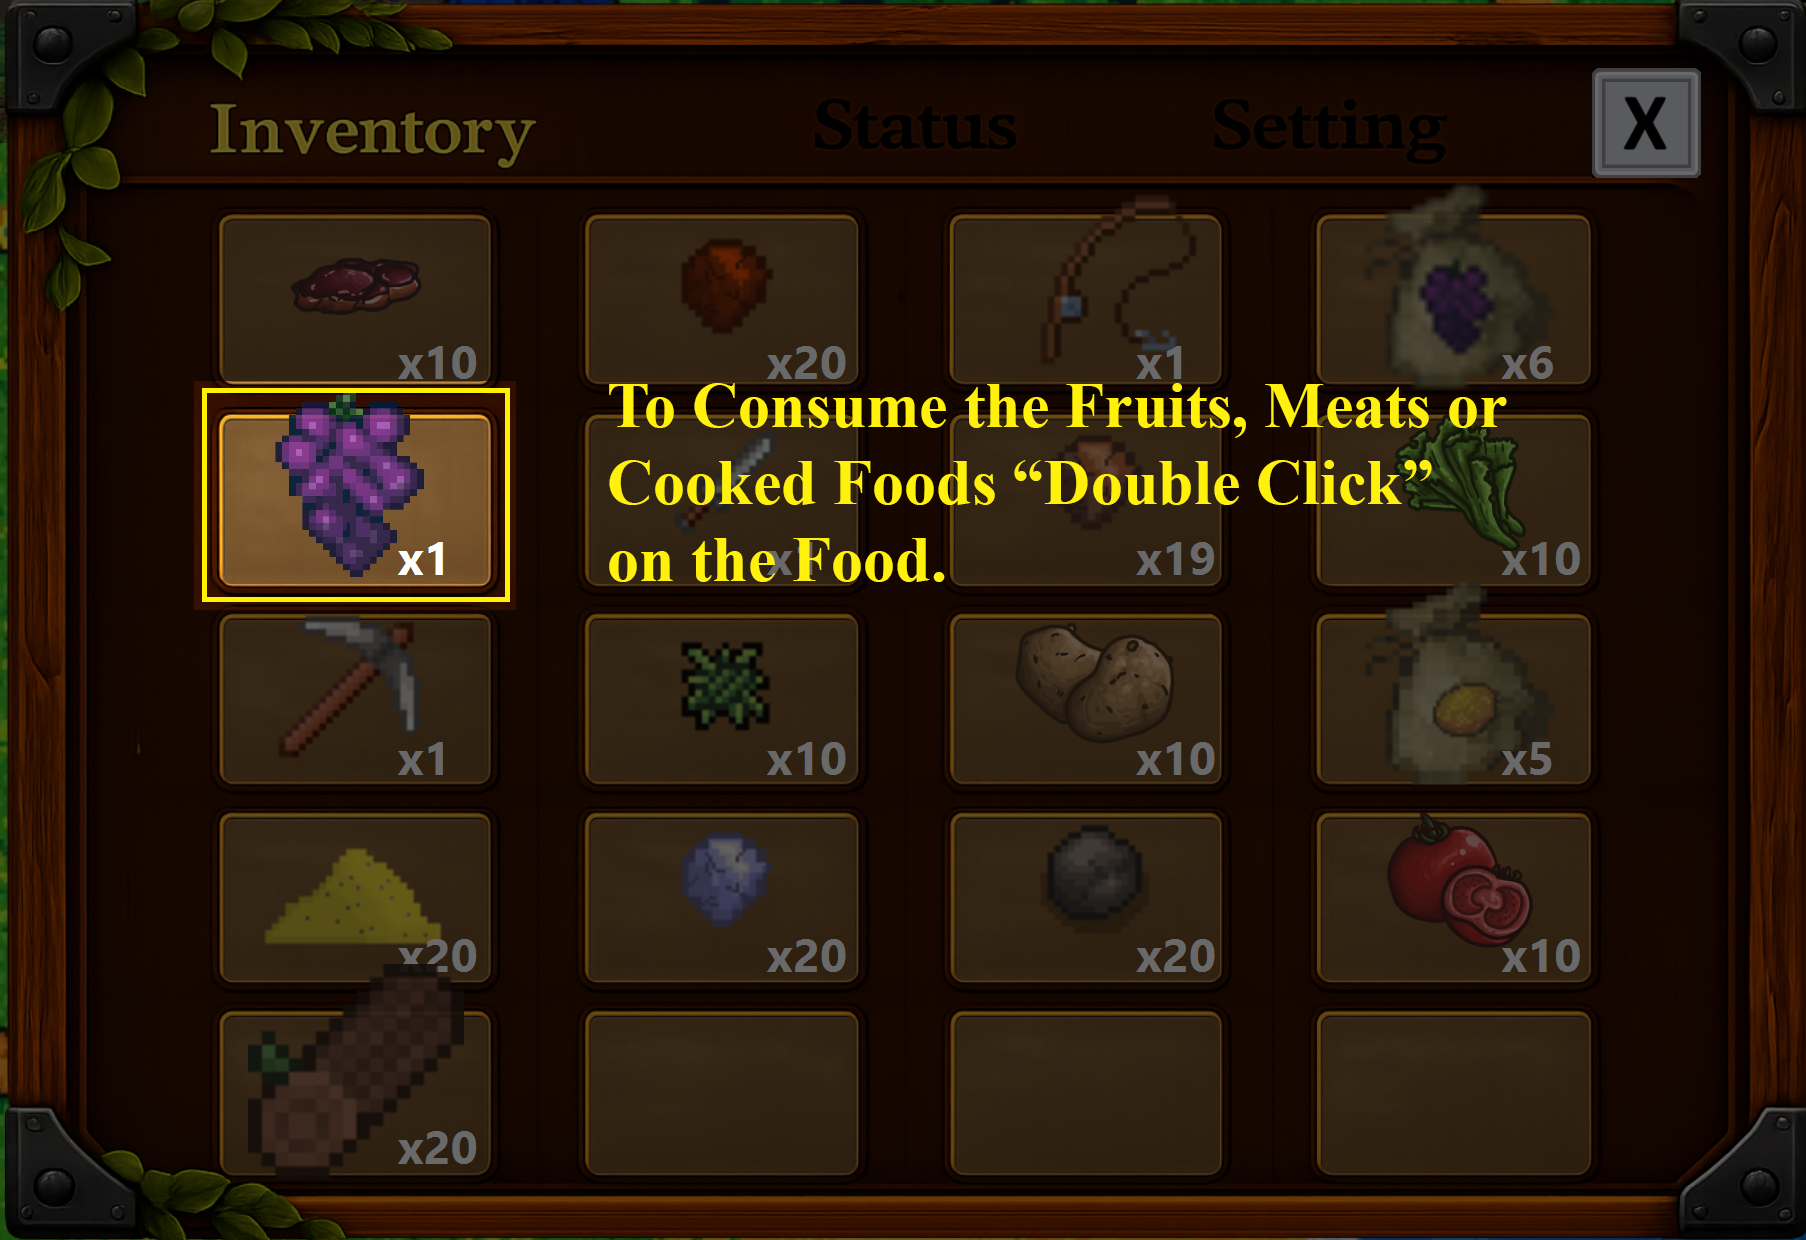 Inventory Status Setting X
x10 x20 x1 x6
To Consume the Fruits, Meats or
Cooked Foods “Double Click”
on the Food.
x1 x19 x10
x1 x10 x10 x5
x20 x20 x20 x10
x20